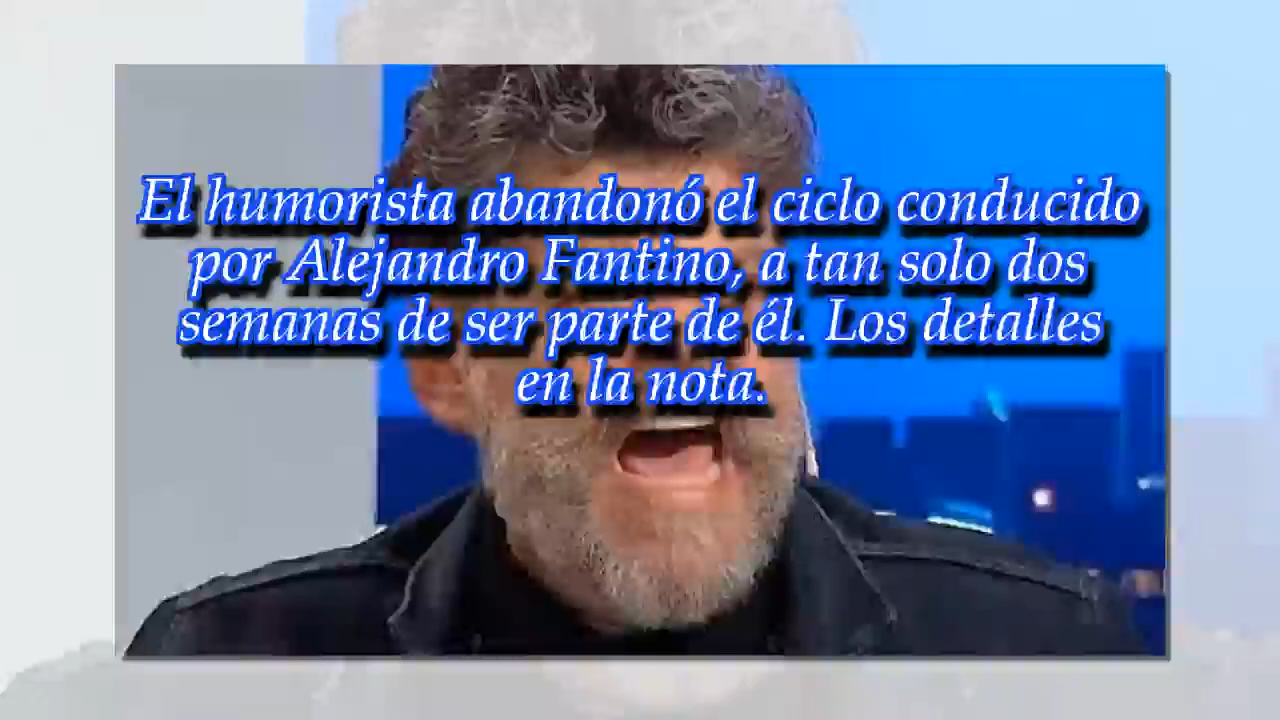 El humorista abandonó el ciclo conducido
por Alejandro Fantino, a tan solo dos
semanas de ser parte de él. Los detalles
en la nota.